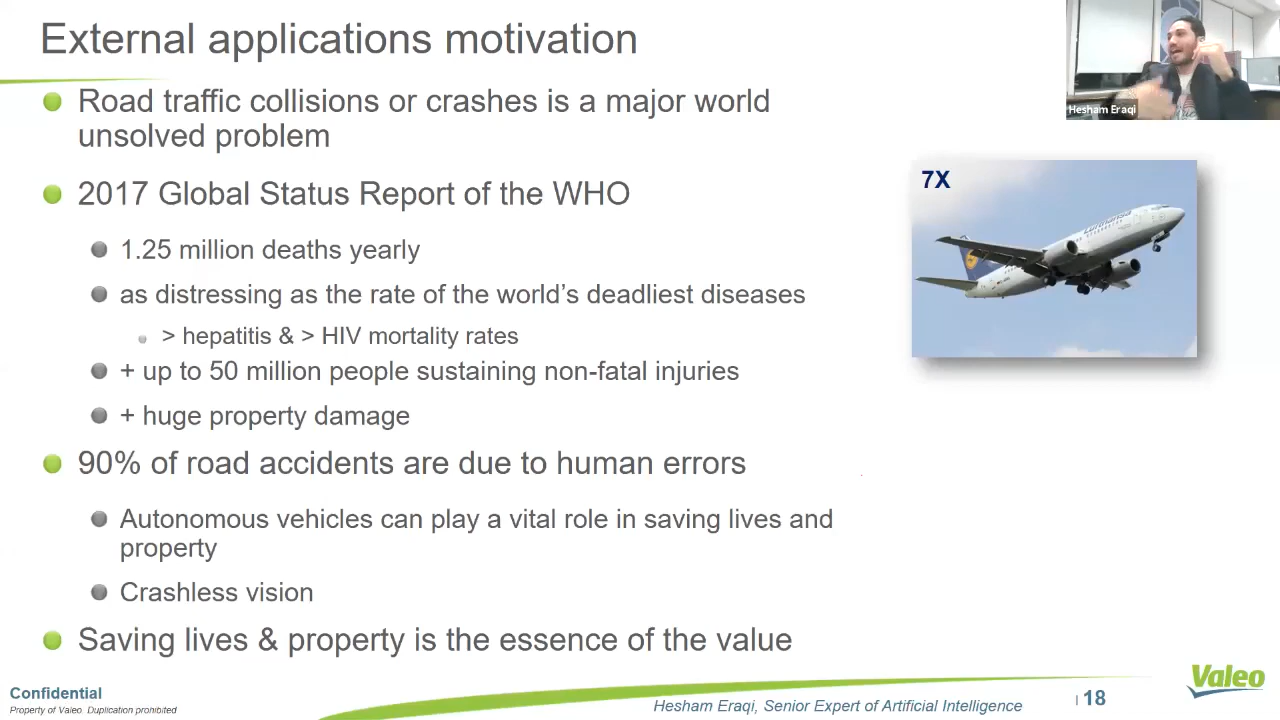 External applications motivation
Hesham Eraqi
Road traffic collisions or crashes is a major world
unsolved problem
7X
Lufthansa
2017 Global Status Report of the WHO
1.25 million deaths yearly
as distressing as the rate of the world's deadliest diseases
> hepatitis & > HIV mortality rates
+ up to 50 million people sustaining non-fatal injuries
+ huge property damage
90% of road accidents are due to human errors
Autonomous vehicles can play a vital role in saving lives and
property
Crashless vision
Saving lives & property is the essence of the value
Confidential
Property of Valeo. Duplication prohibited
Hesham Eraqi, Senior Expert of Artificial Intelligence
| 18
Valeo